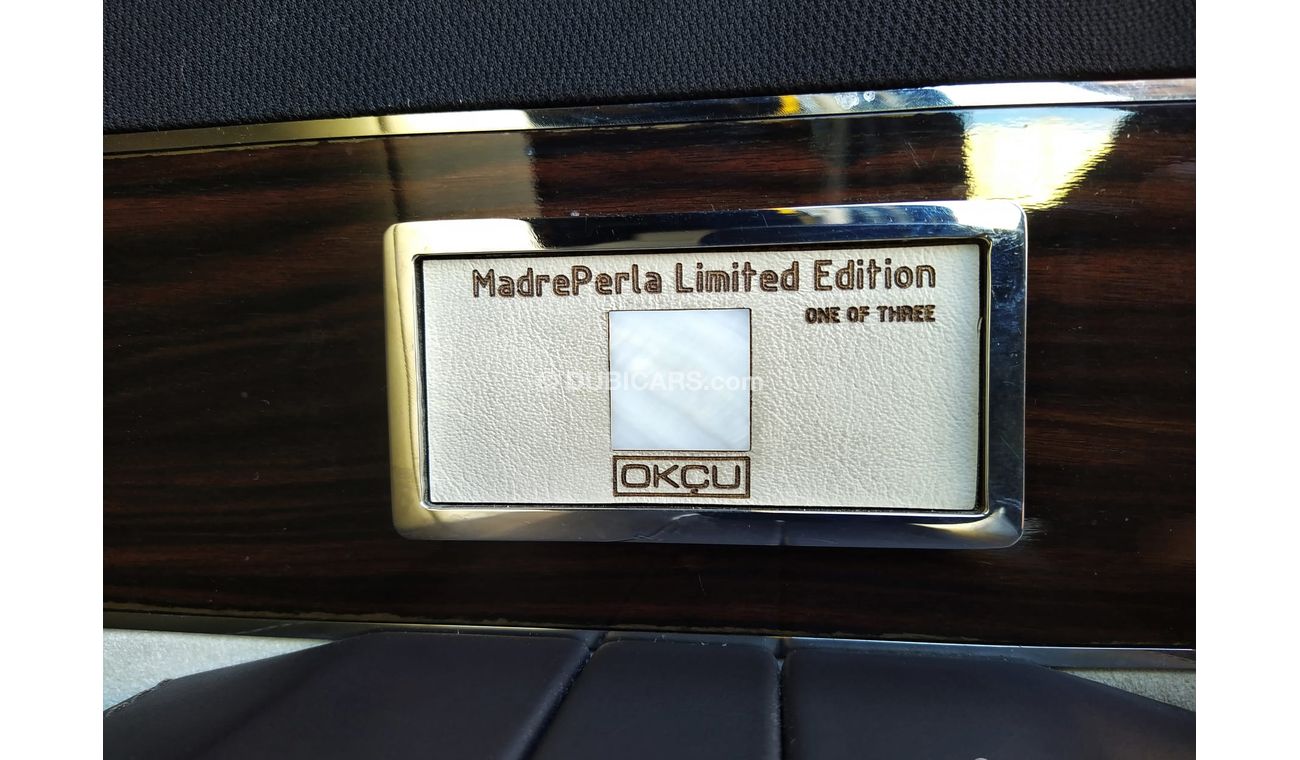 MadrePerla Limited Edition
ONE OF THREE
© DUBICARS.com
OKÇU